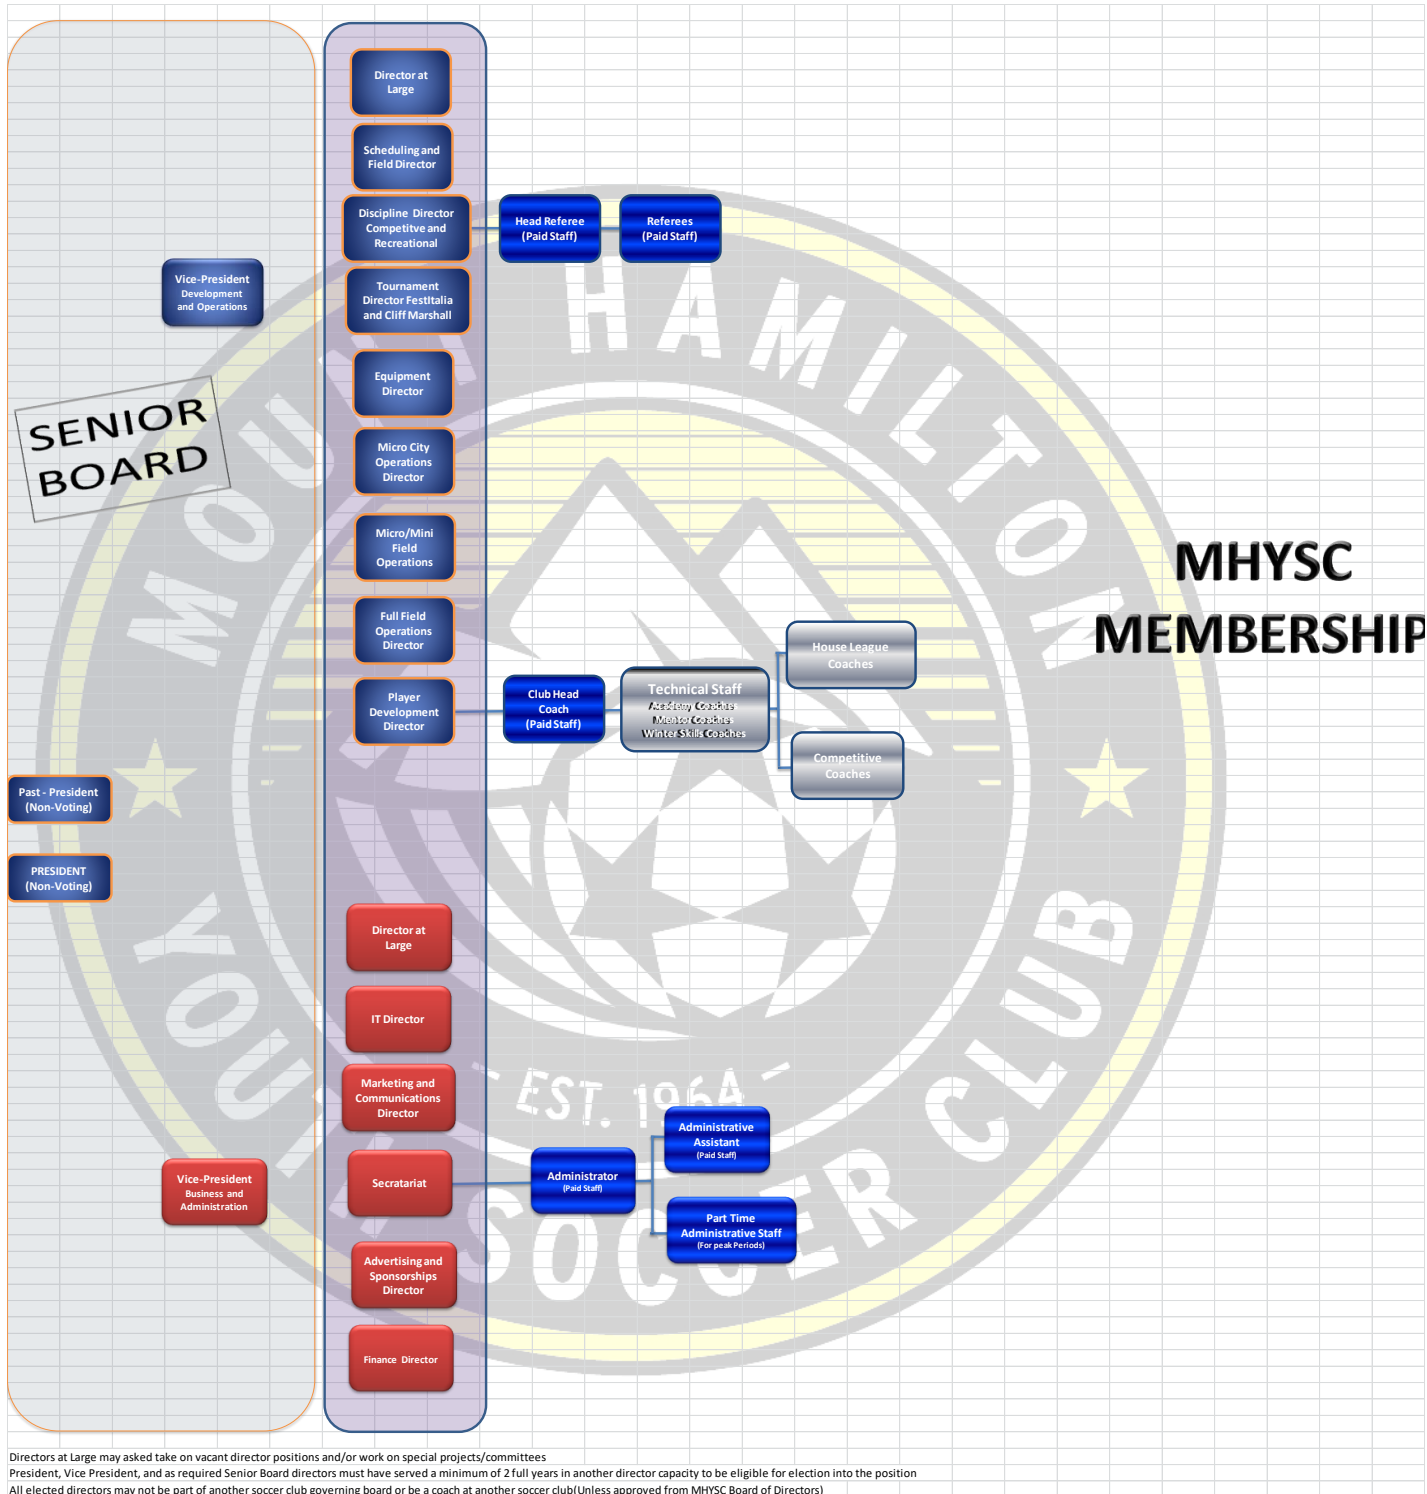 Director at
Large
Scheduling and
Field Director
Discipline Director
Competitve and
Recreational
Head Referee
(Paid Staff)
Referees
(Paid Staff)
Vice-President
Development
and Operations
Tournament
Director FestItalia
and Cliff Marshall
Equipment
Director
SENIOR
BOARD
Micro City
Operations
Director
Micro/Mini
Field
Operations
MHYSC
MEMBERSHIP
Full Field
Operations
Director
House League
Coaches
Player
Development
Director
Club Head
Coach
(Paid Staff)
Technical Staff
Academy Coaches
Mentor Coaches
Winter Skills Coaches
Competitive
Coaches
Past - President
(Non-Voting)
PRESIDENT
(Non-Voting)
Director at
Large
IT Director
Marketing and
Communications
Director
Administrative
Assistant
(Paid Staff)
Vice-President
Business and
Administration
Secratariat
Administrator
(Paid Staff)
Part Time
Administrative Staff
(For peak Periods)
Advertising and
Sponsorships
Director
Finance Director
MOUNT HAMILTON
YOUTH SOCCER CLUB
- EST. 1964 -
Directors at Large may asked take on vacant director positions and/or work on special projects/committees
President, Vice President, and as required Senior Board directors must have served a minimum of 2 full years in another director capacity to be eligible for election into the position
All elected directors may not be part of another soccer club governing board or be a coach at another soccer club(Unless approved from MHYSC Board of Directors)